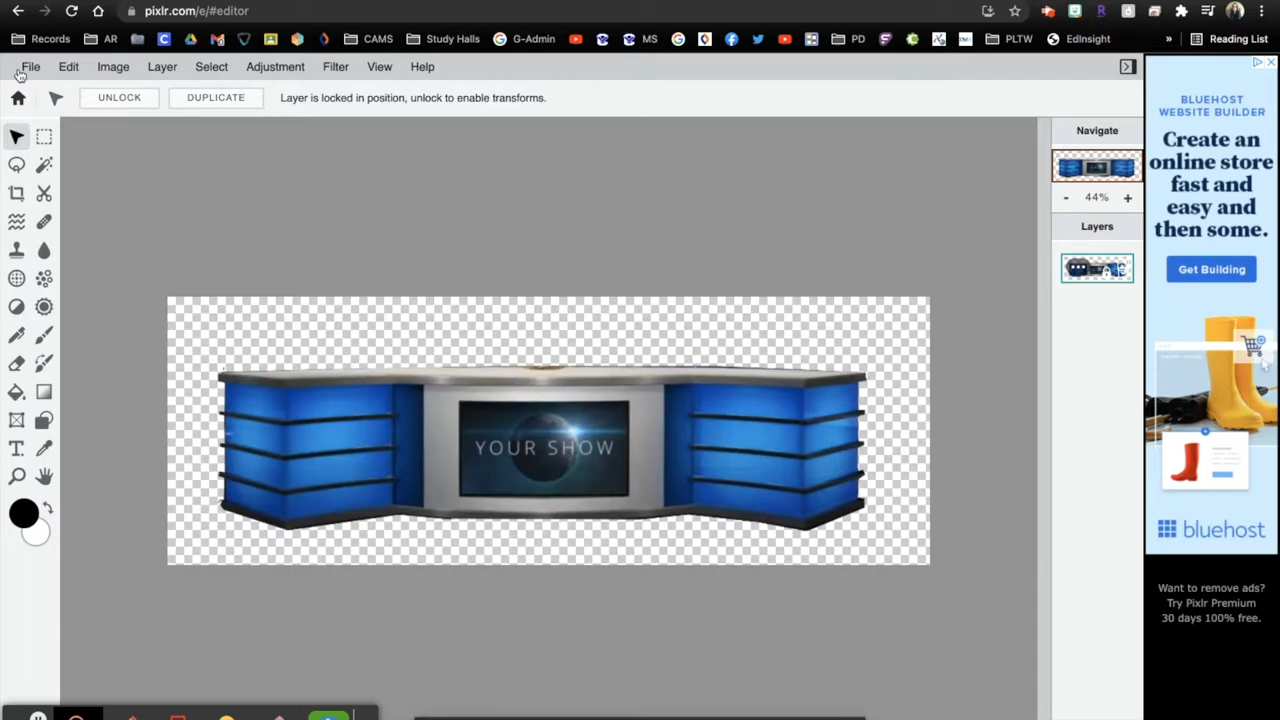 pixlr.com/e/#editor
Records AR CAMS Study Halls G-Admin MS PD PLTW EdInsight » Reading List
File Edit Image Layer Select Adjustment Filter View Help
UNLOCK DUPLICATE Layer is locked in position, unlock to enable transforms.
Navigate
- 44% +
Layers
YOUR SHOW
T
BLUEHOST
WEBSITE BUILDER
Create an
online store
fast and
easy and
then some.
Get Building
bluehost
Want to remove ads?
Try Pixlr Premium
30 days 100% free.